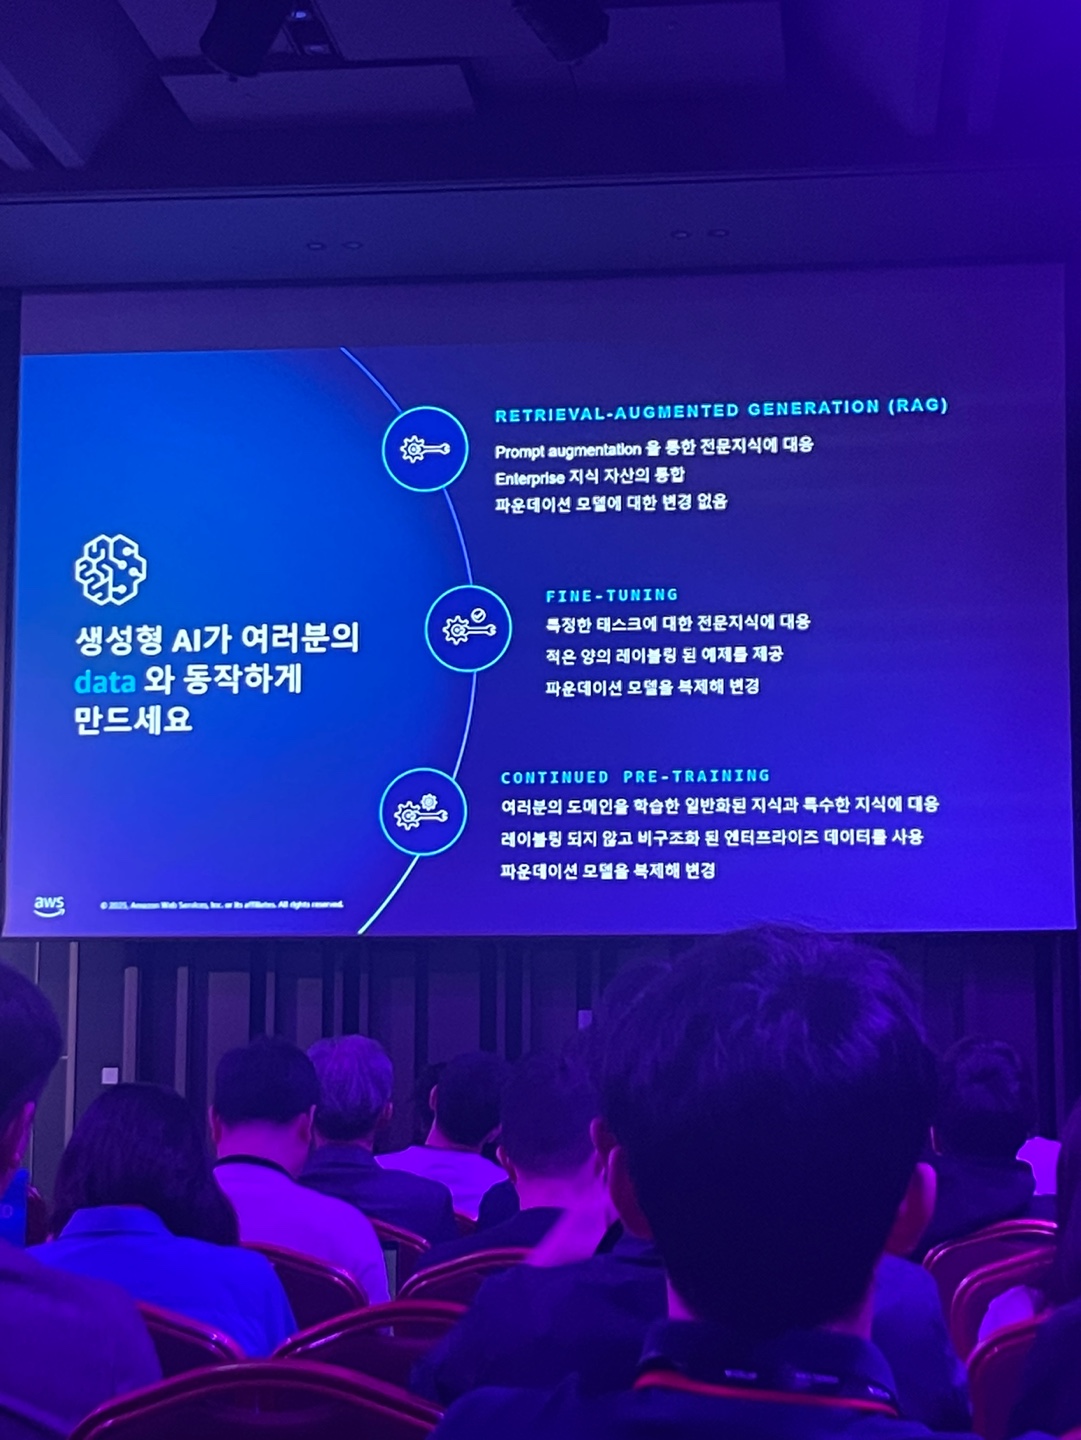 생성형 AI가 여러분의
data 와 동작하게
만드세요
RETRIEVAL-AUGMENTED GENERATION (RAG)
Prompt augmentation 을 통한 전문지식에 대응
Enterprise 지식 자산의 통합
파운데이션 모델에 대한 변경 없음
FINE-TUNING
특정한 태스크에 대한 전문지식에 대응
적은 양의 레이블링 된 예제를 제공
파운데이션 모델을 복제해 변경
CONTINUED PRE-TRAINING
여러분의 도메인을 학습한 일반화된 지식과 특수한 지식에 대응
레이블링 되지 않고 비구조화 된 엔터프라이즈 데이터를 사용
파운데이션 모델을 복제해 변경
aws
© 2025, Amazon Web Services, Inc. or its affiliates. All rights reserved.